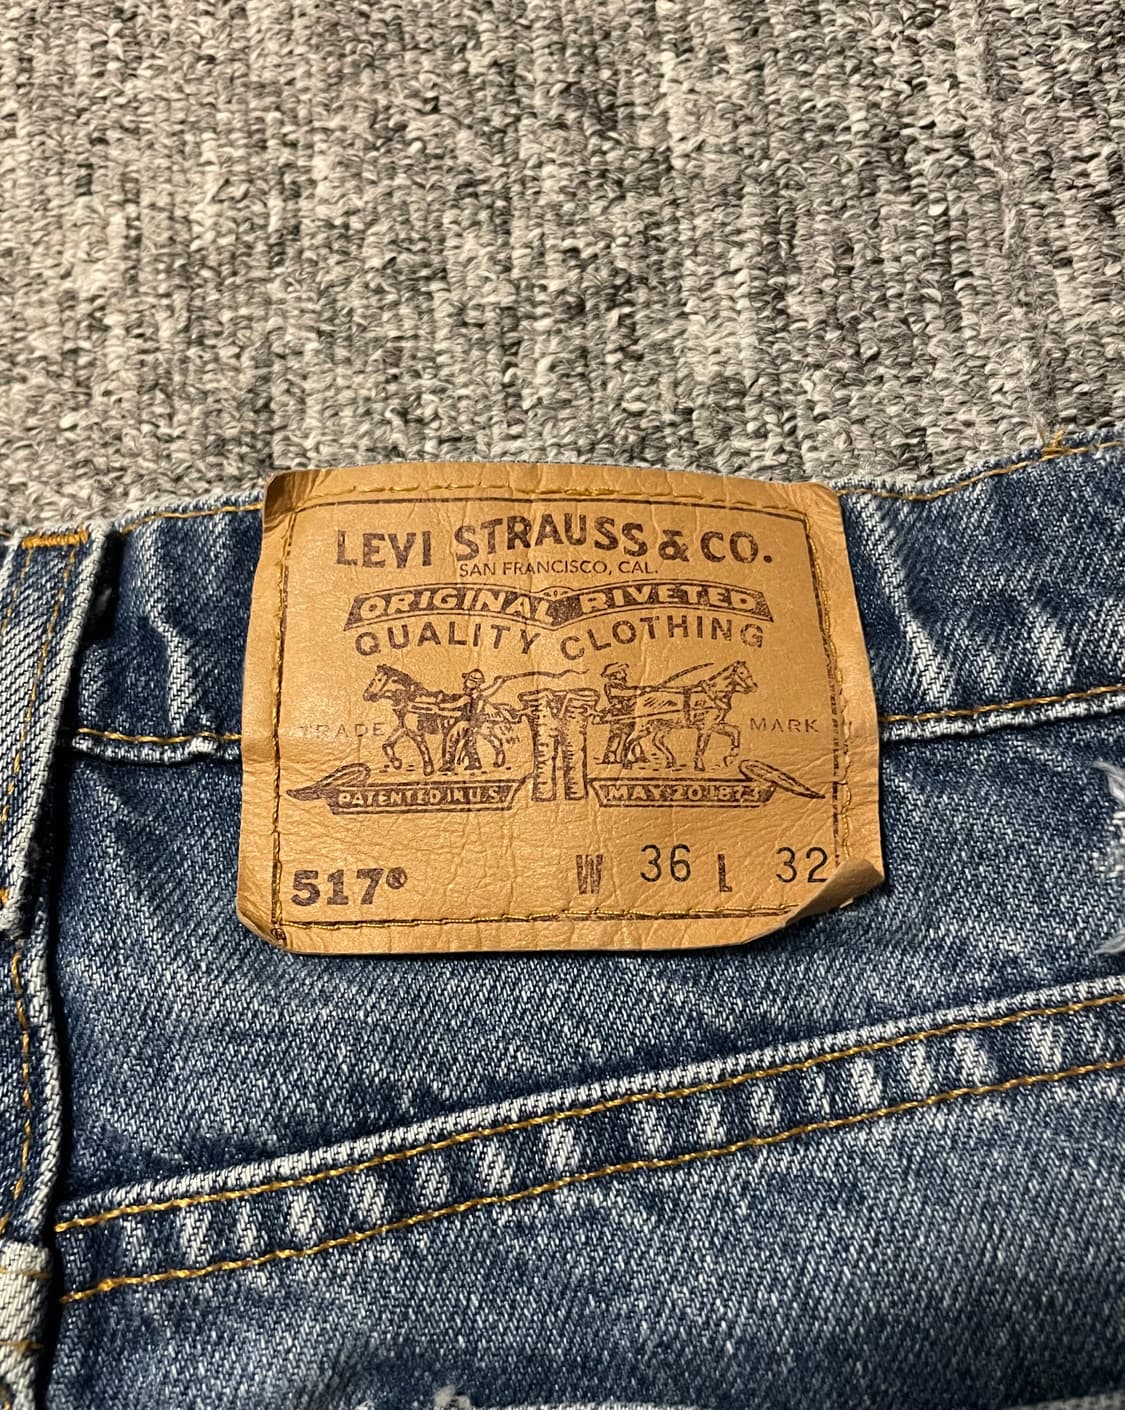 LEVI STRAUSS & CO.
SAN FRANCISCO, CAL.
ORIGINAL RIVETED
QUALITY CLOTHING
TRADE MARK
PATENTED IN U.S. MAY 20 1873
517® W 36 L 32